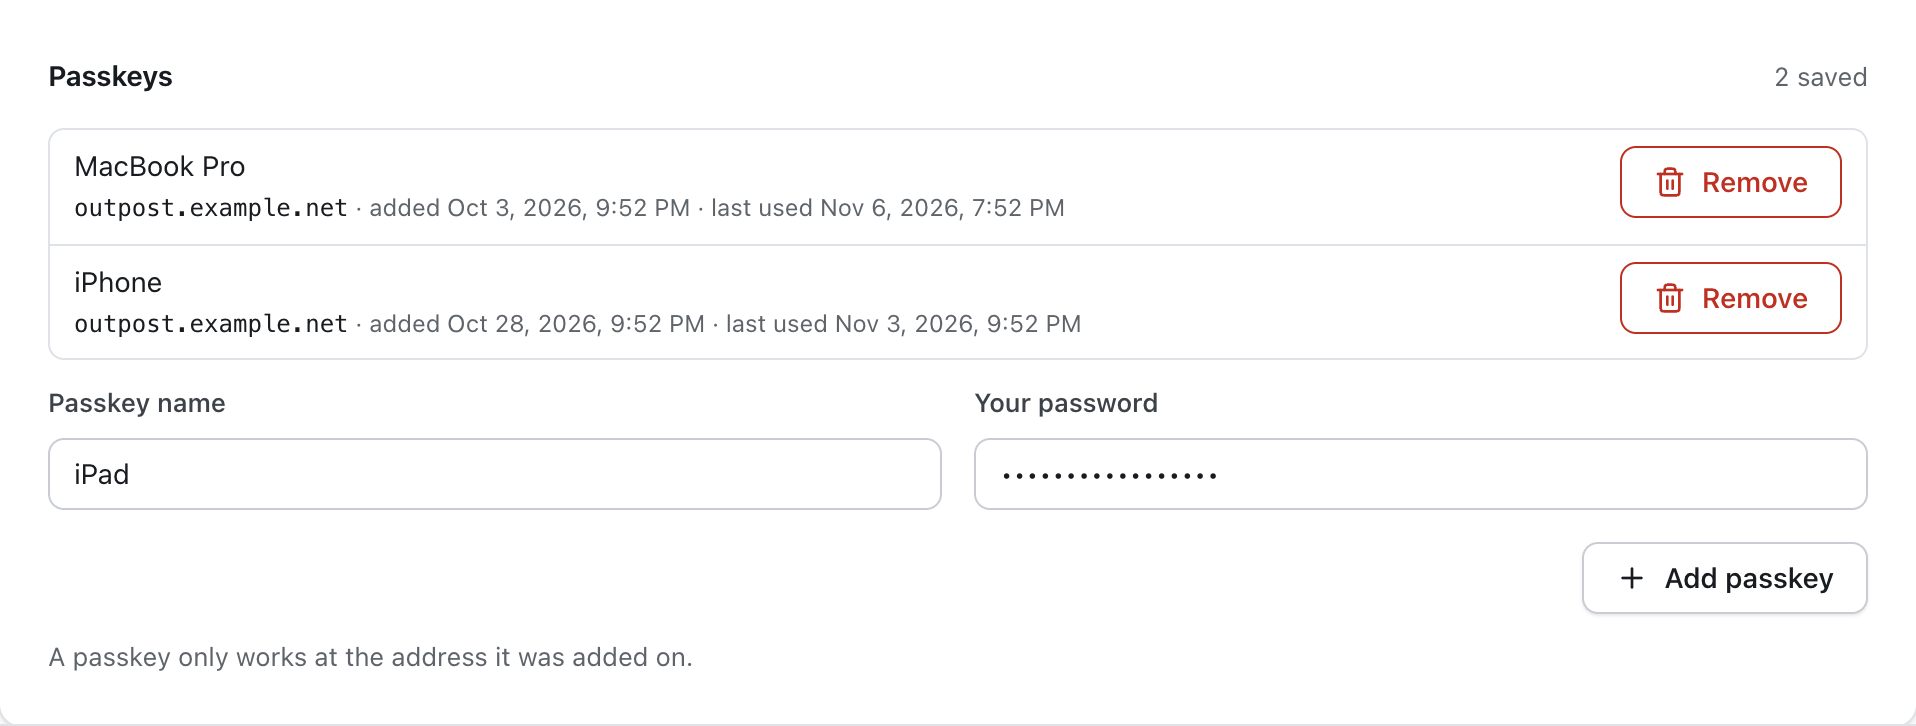 Passkeys
2 saved
MacBook Pro
outpost.example.net · added Oct 3, 2026, 9:52 PM · last used Nov 6, 2026, 7:52 PM
Remove
iPhone
outpost.example.net · added Oct 28, 2026, 9:52 PM · last used Nov 3, 2026, 9:52 PM
Remove
Passkey name
Your password
iPad
•••••••••••••••••
Add passkey
A passkey only works at the address it was added on.